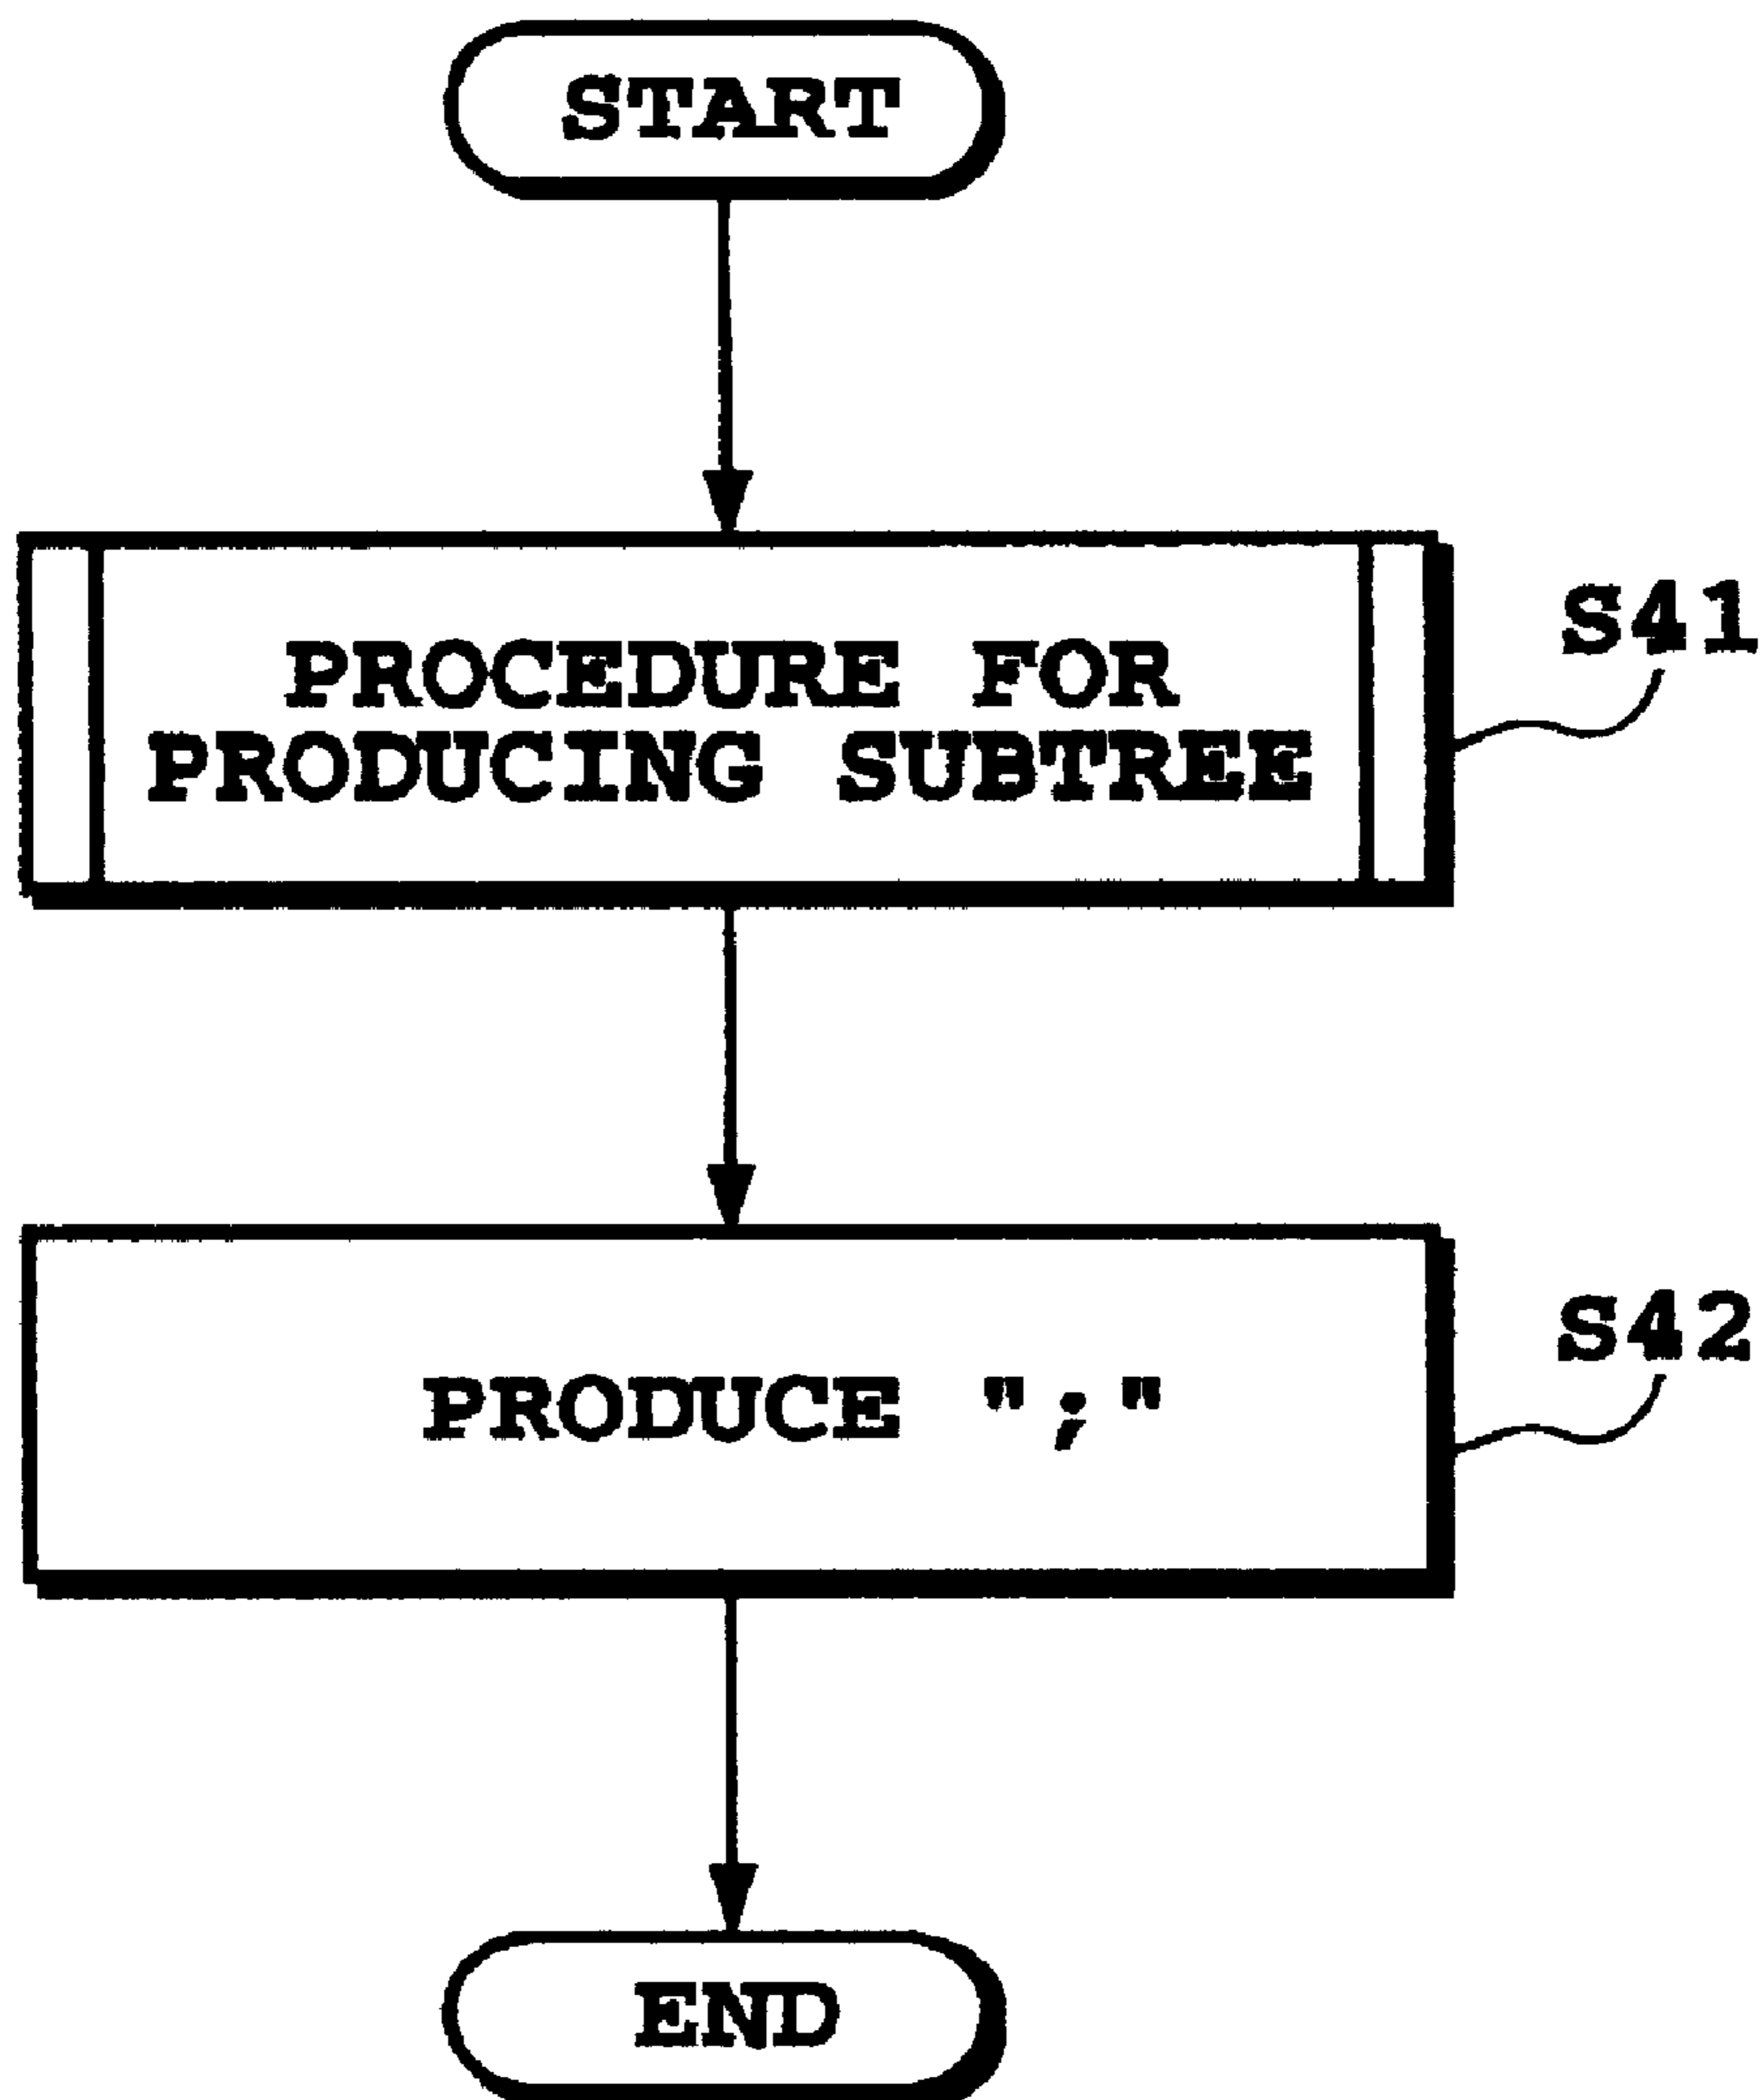 START
S41
PROCEDURE FOR
PRODUCING SUBTREE
S42
PRODUCE ";"
END